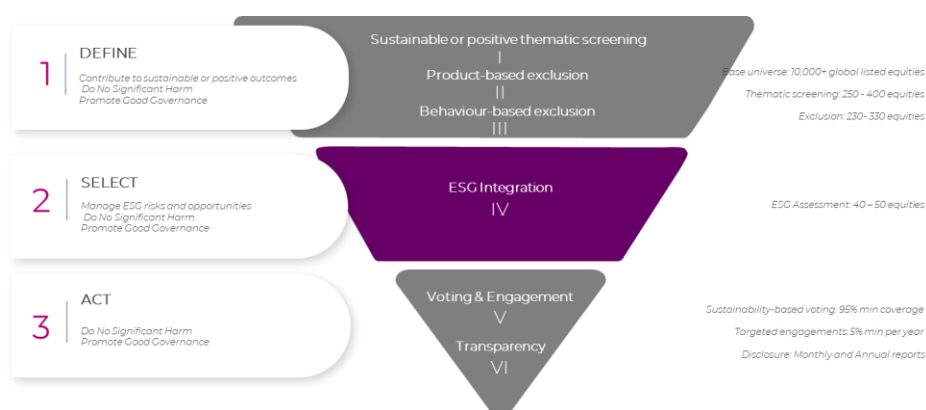 1
DEFINE
Contribute to sustainable or positive outcomes
Do No Significant Harm
Promote Good Governance
Sustainable or positive thematic screening
I
Product-based exclusion
II
Behaviour-based exclusion
III
Base universe: 10,000+ global listed equities
Thematic screening: 250 - 400 equities
Exclusion: 230- 330 equities
2
SELECT
Manage ESG risks and opportunities
Do No Significant Harm
Promote Good Governance
ESG Integration
IV
ESG Assessment: 40 – 50 equities
3
ACT
Do No Significant Harm
Promote Good Governance
Voting & Engagement
V
Transparency
VI
Sustainability-based voting: 95% min coverage
Targeted engagements: 5% min per year
Disclosure: Monthly and Annual reports